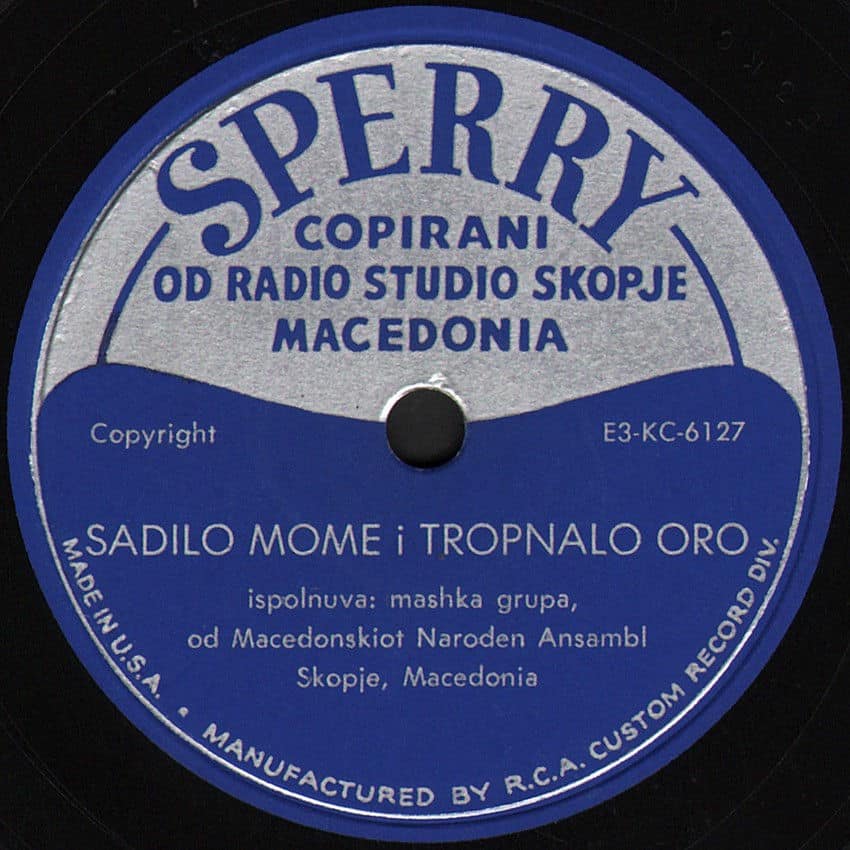 SPERRY
COPIRANI
OD RADIO STUDIO SKOPJE
MACEDONIA
Copyright
E3-KC-6127
SADILO MOME i TROPNALO ORO
ispolnuva: mashka grupa,
od Macedonskiot Naroden Ansambl
Skopje, Macedonia
MADE IN U.S.A. • MANUFACTURED BY R.C.A. CUSTOM RECORD DIV.